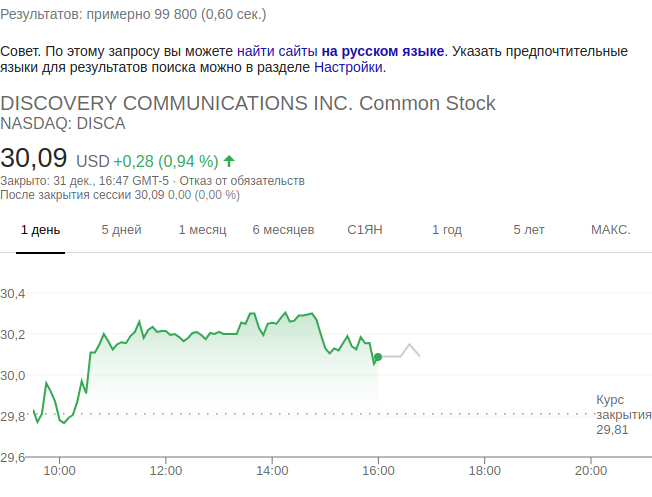 Результатов: примерно 99 800 (0,60 сек.)
Совет. По этому запросу вы можете найти сайты на русском языке. Указать предпочтительные
языки для результатов поиска можно в разделе Настройки.
DISCOVERY COMMUNICATIONS INC. Common Stock
NASDAQ: DISCA
30,09 USD +0,28 (0,94 %)
Закрыто: 31 дек., 16:47 GMT-5 · Отказ от обязательств
После закрытия сессии 30,09 0,00 (0,00 %)
1 день 5 дней 1 месяц 6 месяцев С1ЯН 1 год 5 лет МАКС.
30,4
30,2
30,0
29,8
29,6
Курс
закрытия
29,81
10:00 12:00 14:00 16:00 18:00 20:00